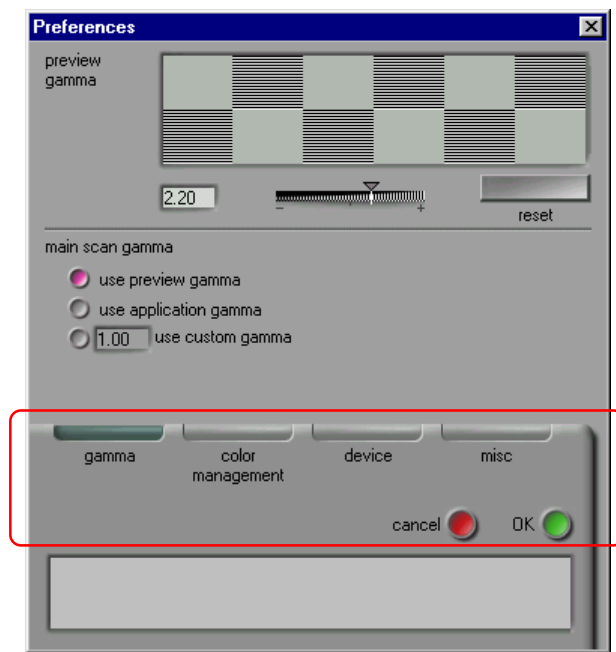 Preferences
preview
gamma
2.20
- +
reset
main scan gamma
use preview gamma
use application gamma
1.00 use custom gamma
gamma color management device misc
cancel OK